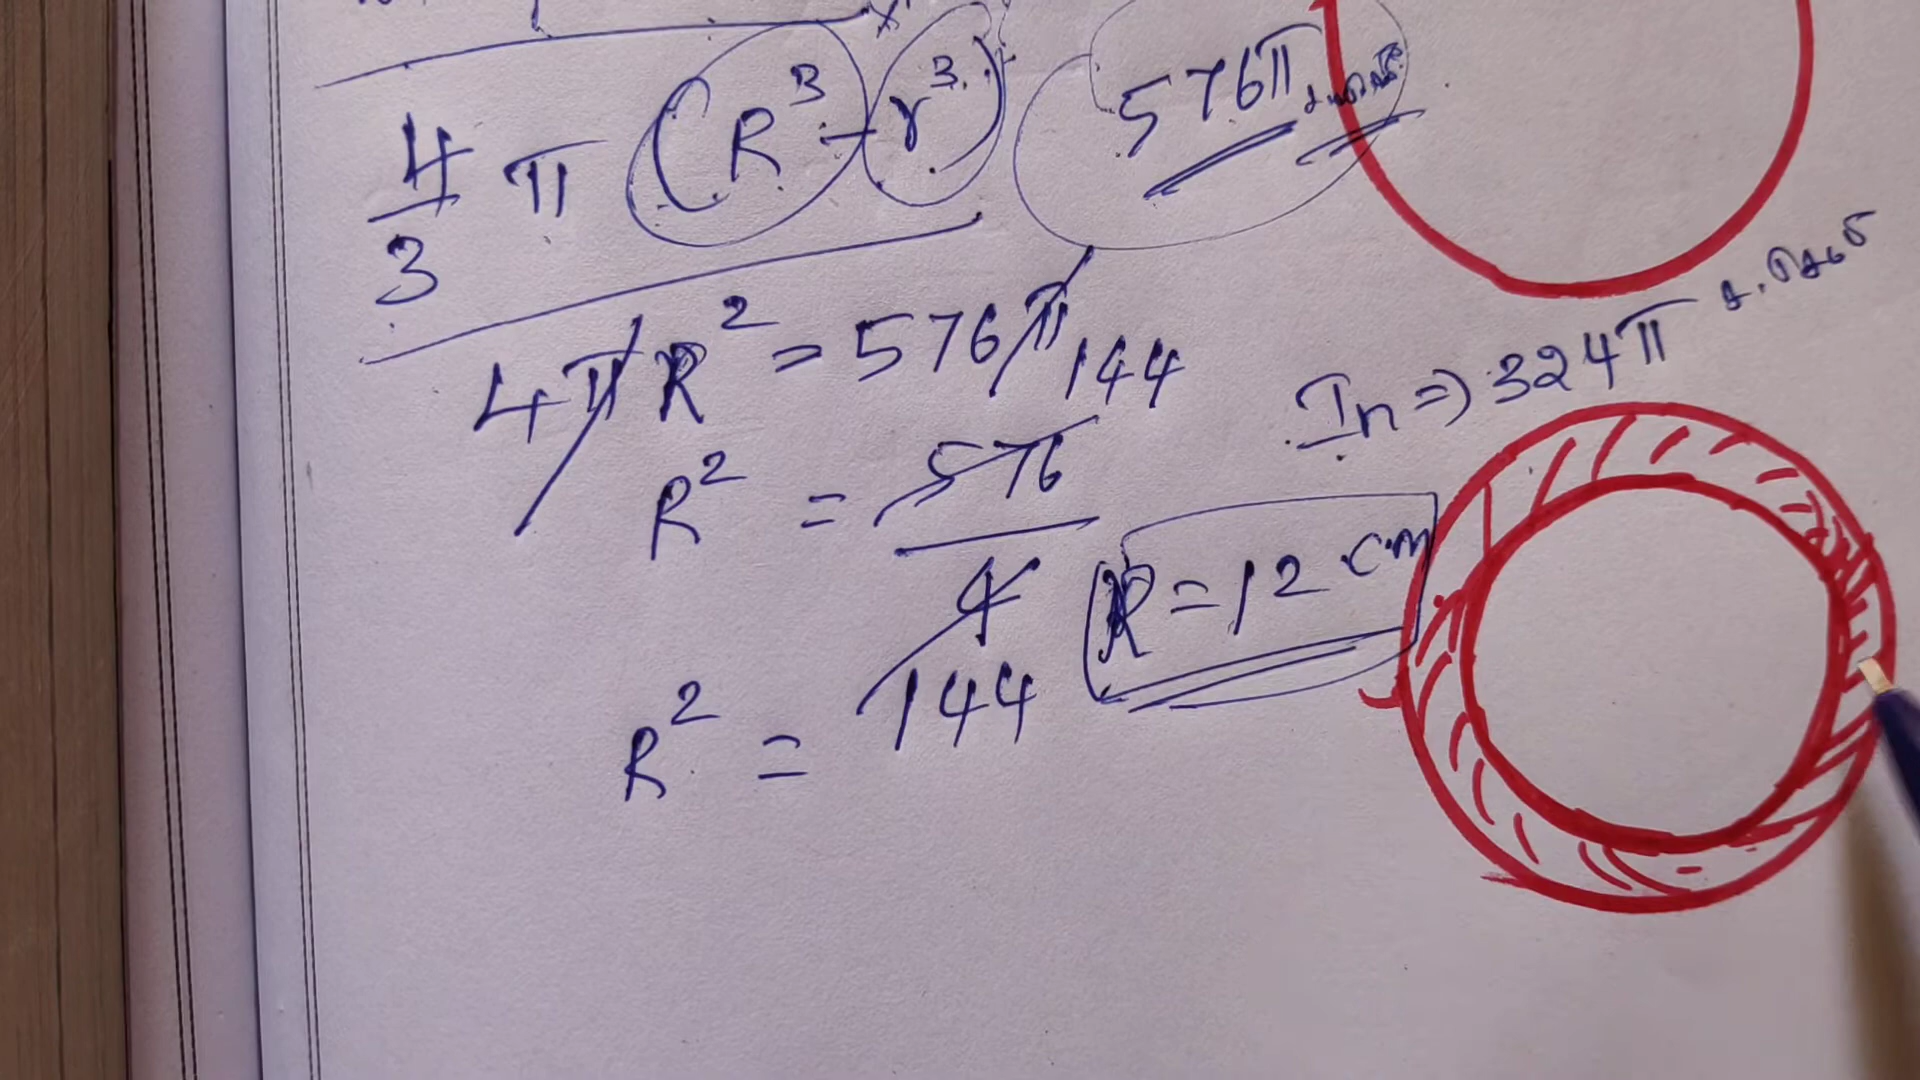 4/3 π (R³ - r³)
576π ச.செ.மீ
4πR² = 576π
144
R² = 576/4
R² = 144
R = 12 cm
In => 324π ச.செ.மீ